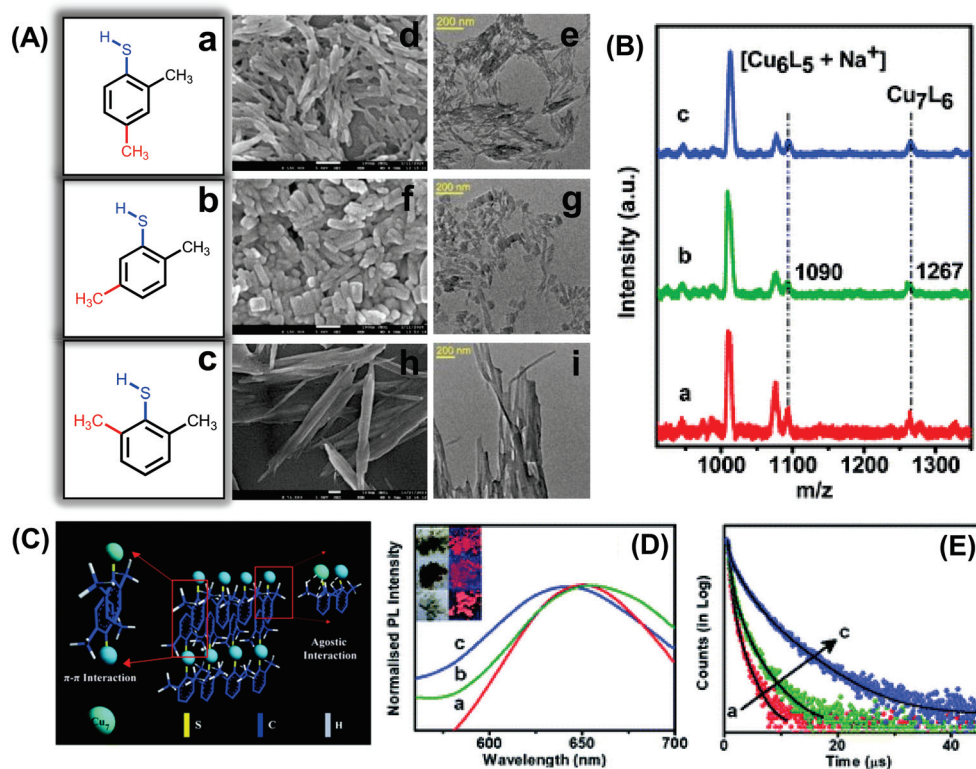 (A)
a
H
S
CH₃
CH₃
b
H
S
CH₃
H₃C
c
H
S
H₃C
CH₃
d
200 nm
e
f
200 nm
g
h
200 nm
i
(B)
[Cu₆L₅ + Na⁺]
Cu₇L₆
c
b
1090
1267
a
Intensity (a.u.)
1000 1100 1200 1300
m/z
(C)
π-π Interaction
Agostic
Interaction
Cu₇
S
C
H
(D)
Normalised PL Intensity
c
b
a
600 650 700
Wavelength (nm)
(E)
Counts (In Log)
c
a
0 20 40
Time (μs)